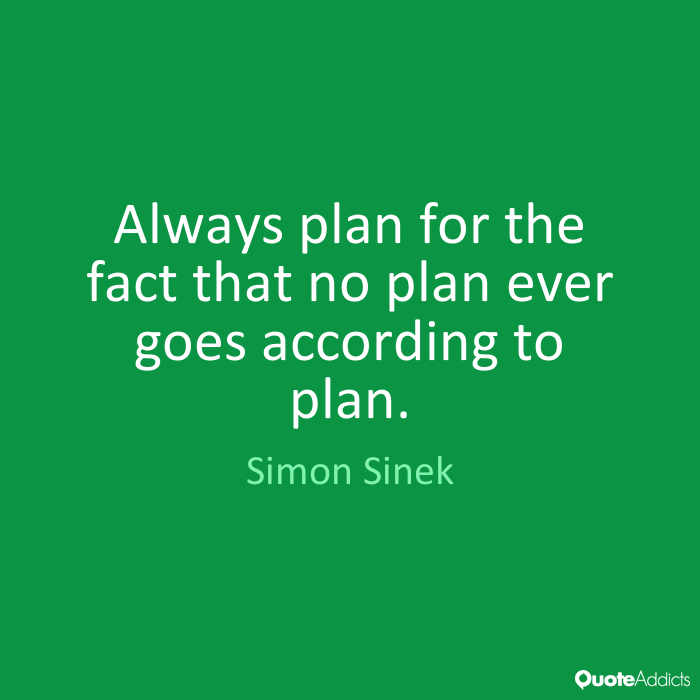 Always plan for the
fact that no plan ever
goes according to
plan.
Simon Sinek
QuoteAddicts